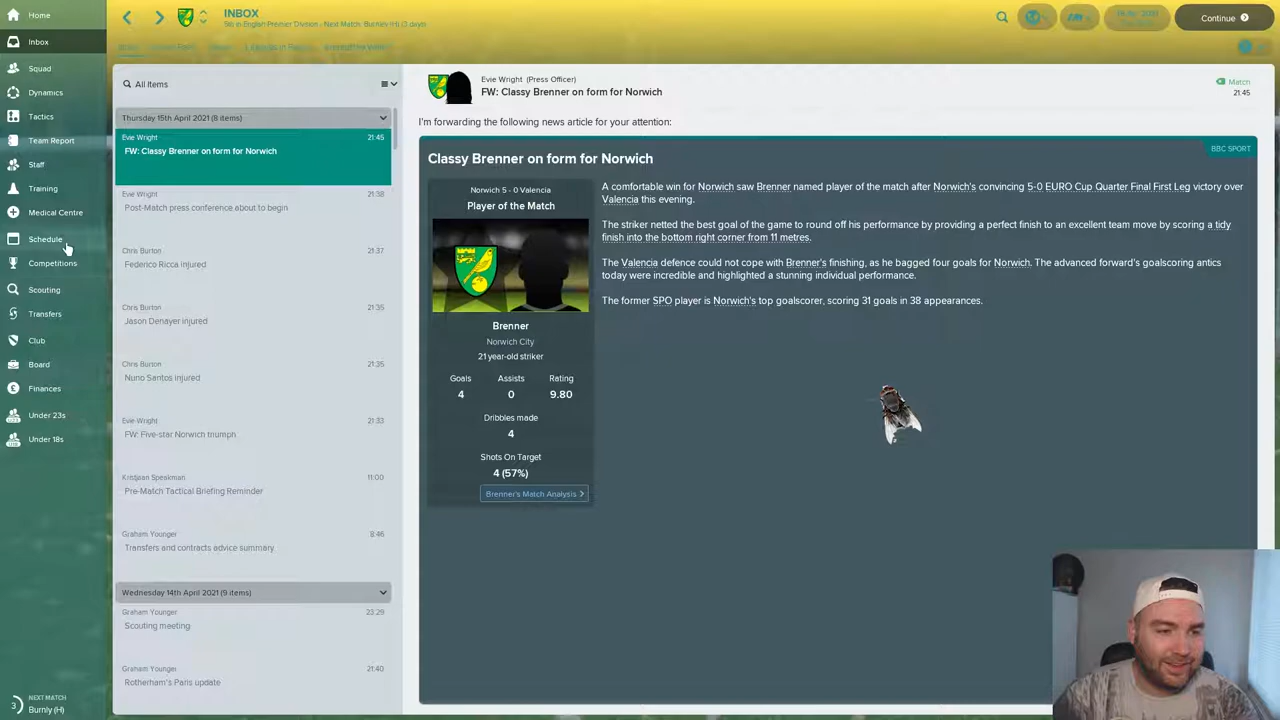 Home
Inbox
Squad
Dynamics
Tactics
Team Report
Staff
Training
Medical Centre
Schedule
Competitions
Scouting
Transfers
Club
Board
Finances
Under 23s
Under 18s
3
NEXT MATCH
Burnly (H)
INBOX
5th in English Premier Division - Next Match: Burnley (H) (3 days)
Continue
All Items
Thursday 15th April 2021 (8 items)
Evie Wright 21:45
FW: Classy Brenner on form for Norwich
Evie Wright 21:38
Post-Match press conference about to begin
Chris Burton 21:37
Federico Ricca injured
Chris Burton 21:35
Jason Denayer injured
Chris Burton 21:35
Nuno Santos injured
Evie Wright 21:33
FW: Five-star Norwich triumph
Kristjaan Speakman 11:00
Pre-Match Tactical Briefing Reminder
Graham Younger 8:46
Transfers and contracts advice summary
Wednesday 14th April 2021 (9 items)
Graham Younger 23:29
Scouting meeting
Graham Younger 21:40
Rotherham's Paris update
Evie Wright (Press Officer)
FW: Classy Brenner on form for Norwich
Match
21:45
I'm forwarding the following news article for your attention:
BBC SPORT
Classy Brenner on form for Norwich
Norwich 5 - 0 Valencia
Player of the Match
Brenner
Norwich City
21 year-old striker
Goals Assists Rating
4 0 9.80
Dribbles made
4
Shots On Target
4 (57%)
Brenner's Match Analysis
A comfortable win for Norwich saw Brenner named player of the match after Norwich's convincing 5-0 EURO Cup Quarter Final First Leg victory over
Valencia this evening.
The striker netted the best goal of the game to round off his performance by providing a perfect finish to an excellent team move by scoring a tidy
finish into the bottom right corner from 11 metres.
The Valencia defence could not cope with Brenner's finishing, as he bagged four goals for Norwich. The advanced forward's goalscoring antics
today were incredible and highlighted a stunning individual performance.
The former SPO player is Norwich's top goalscorer, scoring 31 goals in 38 appearances.